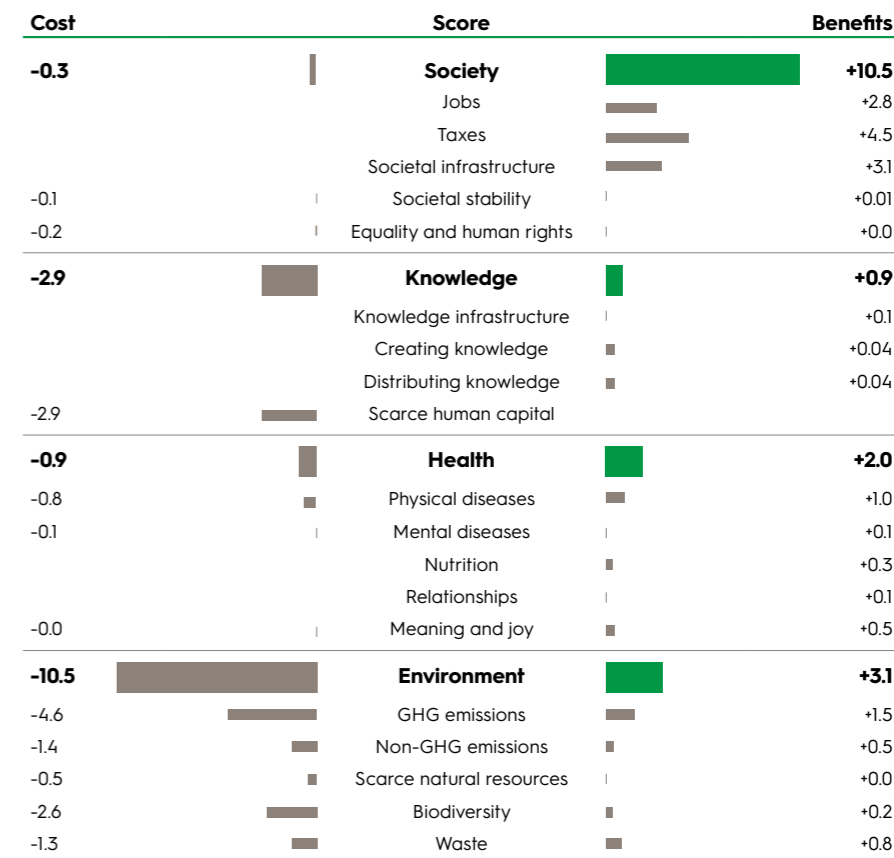 Cost Score Benefits
-0.3 Society +10.5
Jobs +2.8
Taxes +4.5
Societal infrastructure +3.1
-0.1 Societal stability +0.01
-0.2 Equality and human rights +0.0
-2.9 Knowledge +0.9
Knowledge infrastructure +0.1
Creating knowledge +0.04
Distributing knowledge +0.04
-2.9 Scarce human capital
-0.9 Health +2.0
-0.8 Physical diseases +1.0
-0.1 Mental diseases +0.1
Nutrition +0.3
Relationships +0.1
-0.0 Meaning and joy +0.5
-10.5 Environment +3.1
-4.6 GHG emissions +1.5
-1.4 Non-GHG emissions +0.5
-0.5 Scarce natural resources +0.0
-2.6 Biodiversity +0.2
-1.3 Waste +0.8